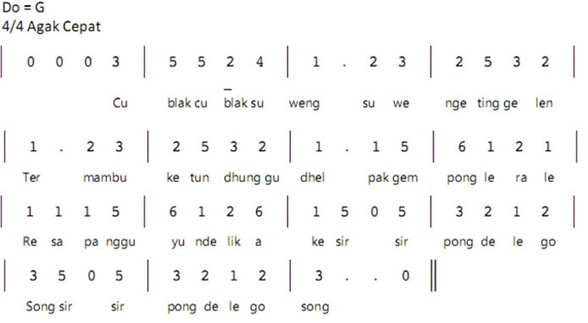 Do = G
4/4 Agak Cepat
| 0 0 0 3 | 5 5 2 4 | 1 . 2 3 | 2 5 3 2 |
Cu blak cu blak su weng su we nge ting ge len
| 1 . 2 3 | 2 5 3 2 | 1 . 1 5 | 6 1 2 1 |
Ter mambu ke tun dhung gu dhel pak gem pong le ra le
| 1 1 1 5 | 6 1 2 6 | 1 5 0 5 | 3 2 1 2 |
Re sa pa nggu yu nde lik a ke sir sir pong de le go
| 3 5 0 5 | 3 2 1 2 | 3 . . 0 ||
Song sir sir pong de le go song